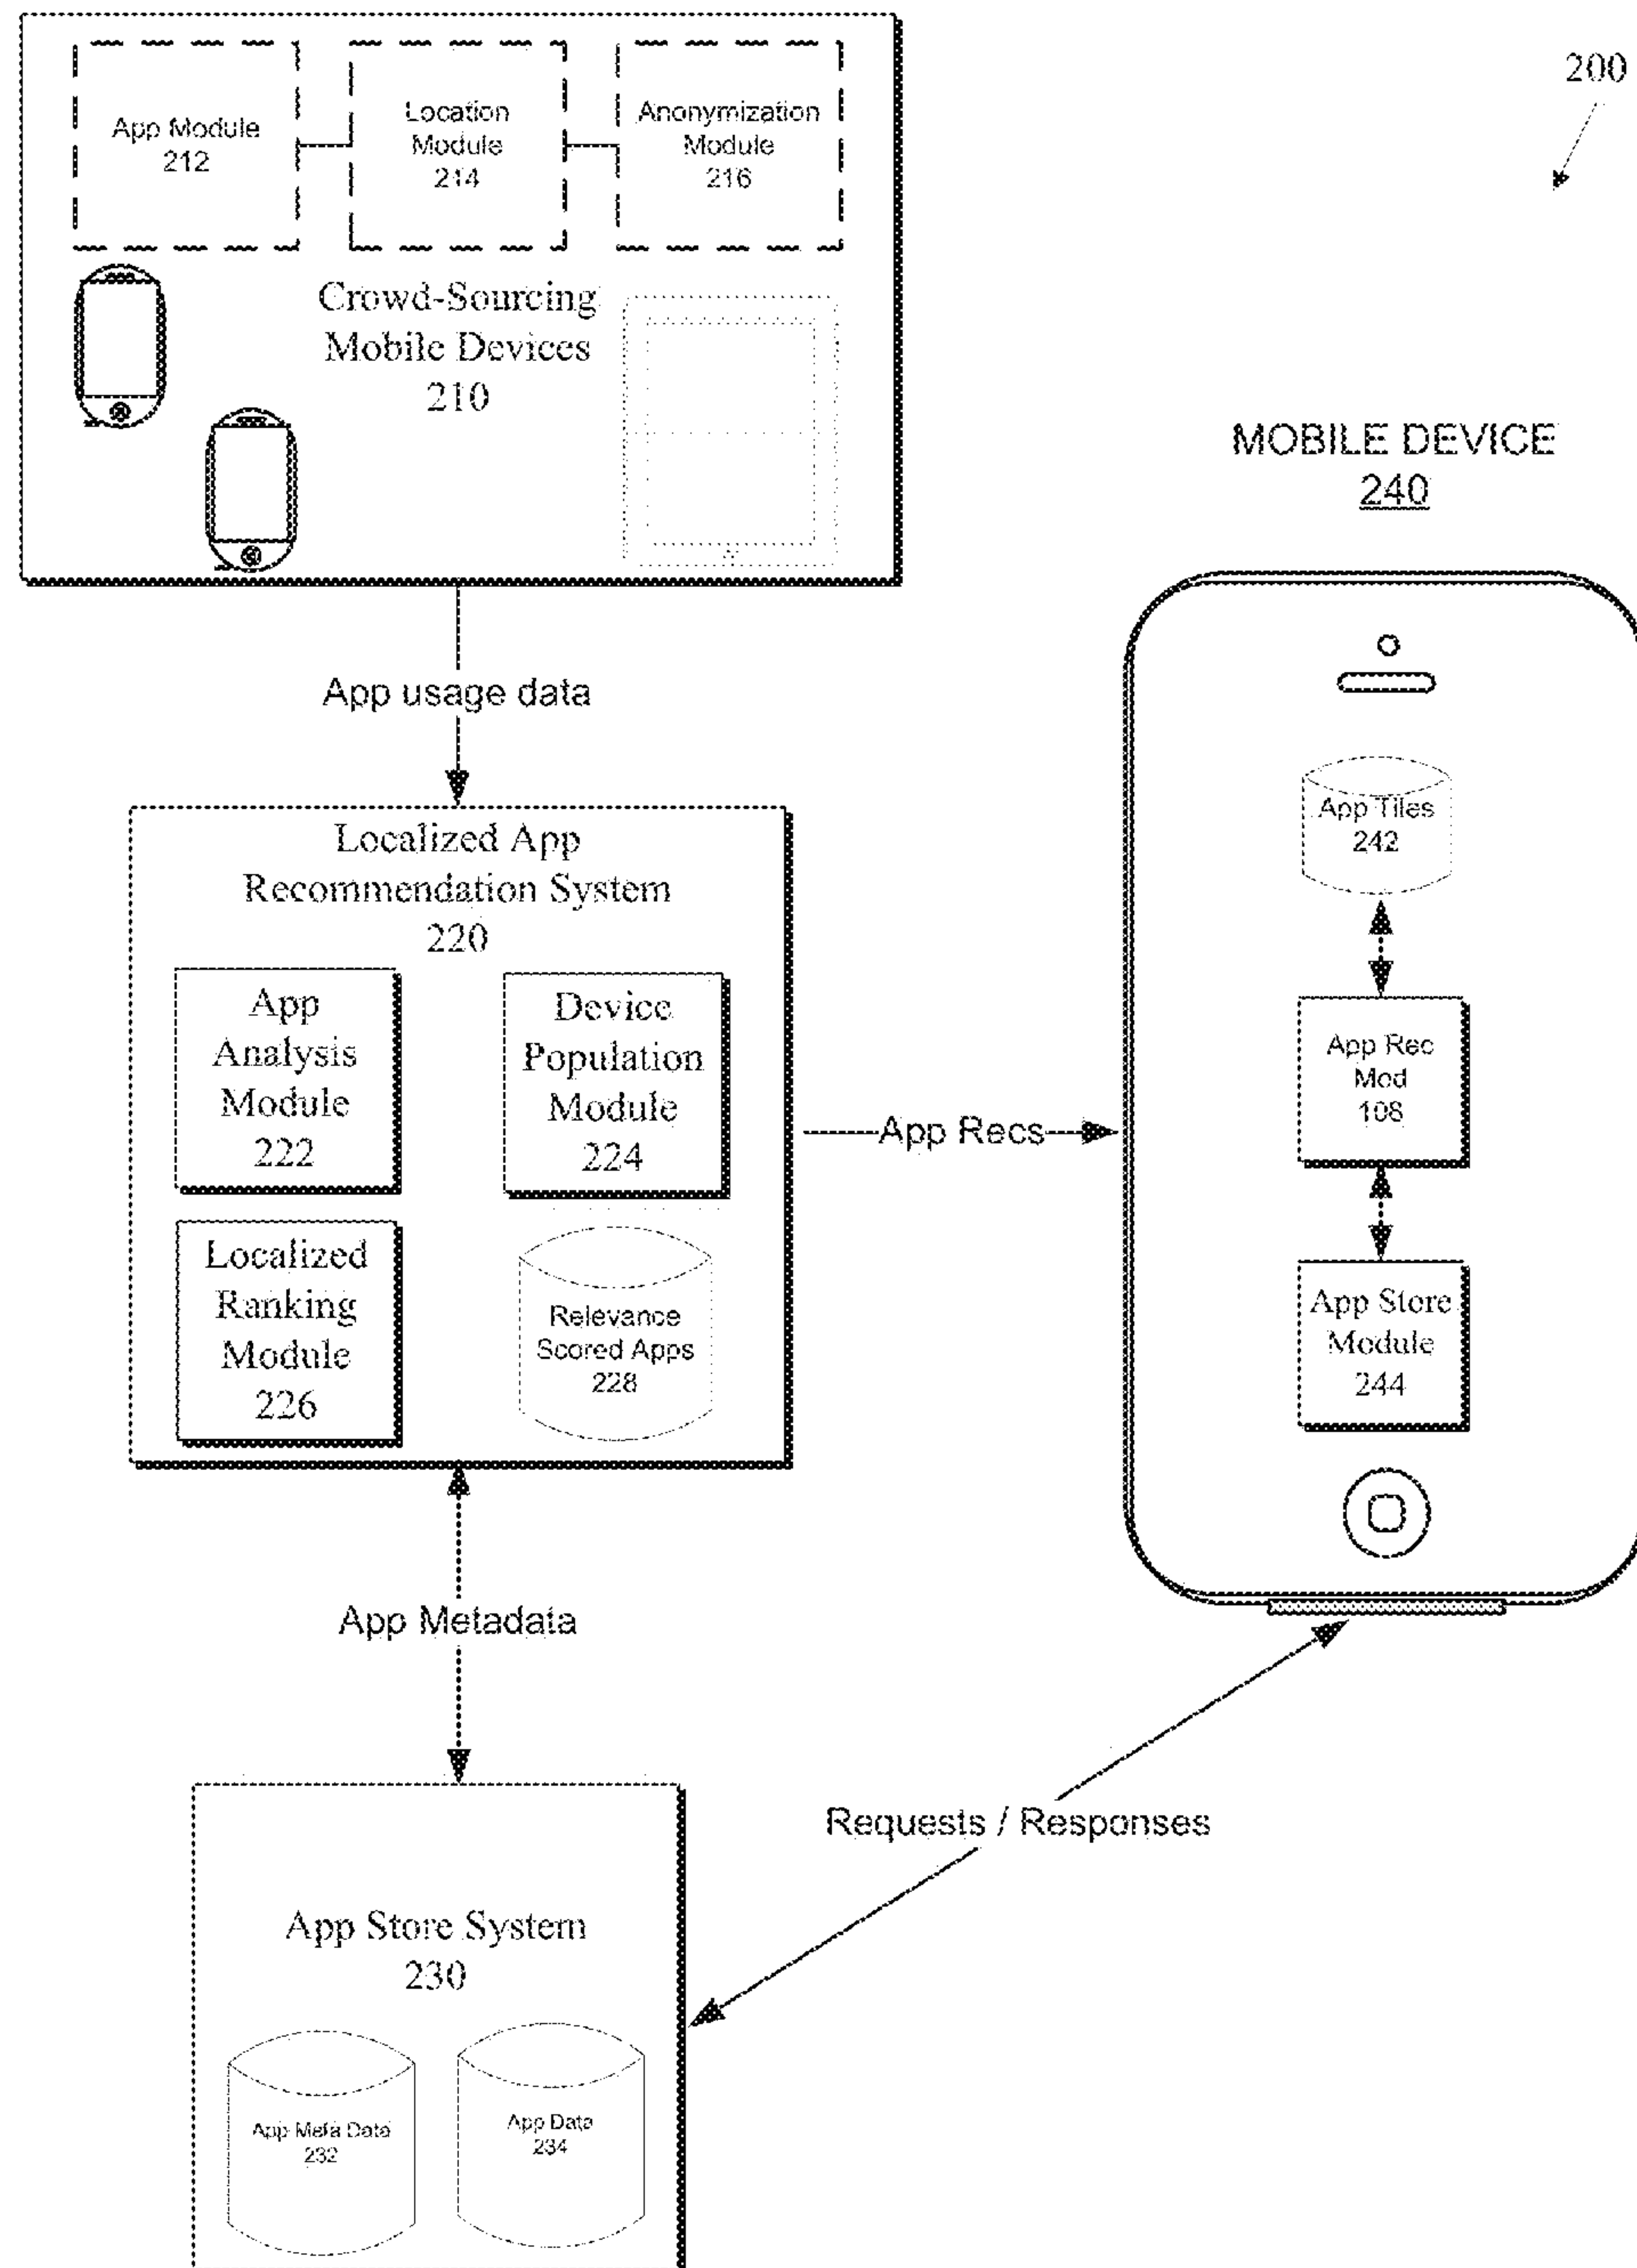 200
App Module
212
Location
Module
214
Anonymization
Module
216
Crowd-Sourcing
Mobile Devices
210
MOBILE DEVICE
240
App usage data
Localized App
Recommendation System
220
App
Analysis
Module
222
Device
Population
Module
224
Localized
Ranking
Module
226
Relevance
Scored Apps
228
App Recs
App Tiles
242
App Rec
Mod
108
App Store
Module
244
App Metadata
Requests / Responses
App Store System
230
App Meta Data
232
App Data
234